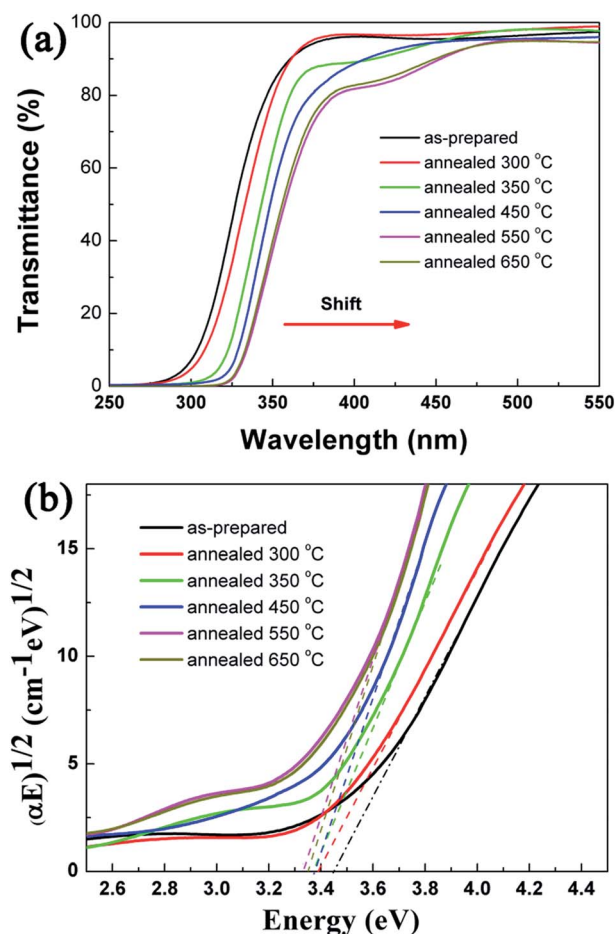 (a)
100
80
60
40
20
0
Transmittance (%)
as-prepared
annealed 300 °C
annealed 350 °C
annealed 450 °C
annealed 550 °C
annealed 650 °C
Shift
250 300 350 400 450 500 550
Wavelength (nm)
(b)
15
10
5
0
(αE)1/2 (cm-1eV)1/2
as-prepared
annealed 300 °C
annealed 350 °C
annealed 450 °C
annealed 550 °C
annealed 650 °C
2.6 2.8 3.0 3.2 3.4 3.6 3.8 4.0 4.2 4.4
Energy (eV)